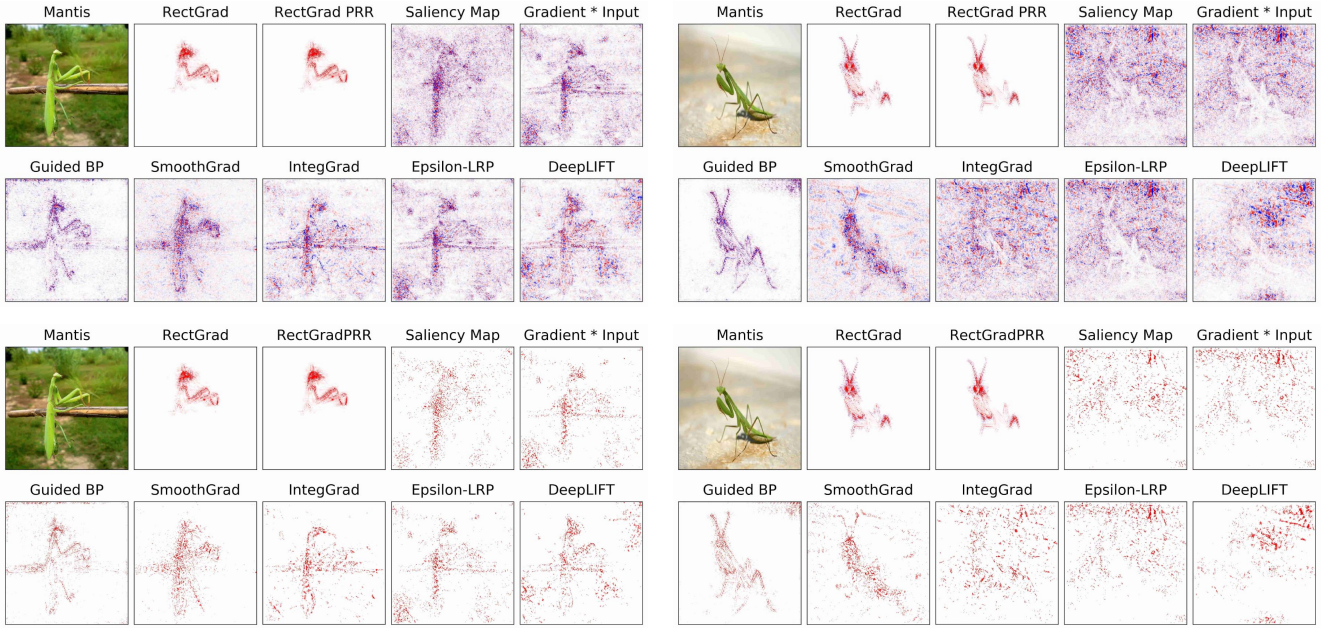 Mantis RectGrad RectGrad PRR Saliency Map Gradient * Input
Guided BP SmoothGrad IntegGrad Epsilon-LRP DeepLIFT
Mantis RectGrad RectGrad PRR Saliency Map Gradient * Input
Guided BP SmoothGrad IntegGrad Epsilon-LRP DeepLIFT
Mantis RectGrad RectGradPRR Saliency Map Gradient * Input
Guided BP SmoothGrad IntegGrad Epsilon-LRP DeepLIFT
Mantis RectGrad RectGradPRR Saliency Map Gradient * Input
Guided BP SmoothGrad IntegGrad Epsilon-LRP DeepLIFT